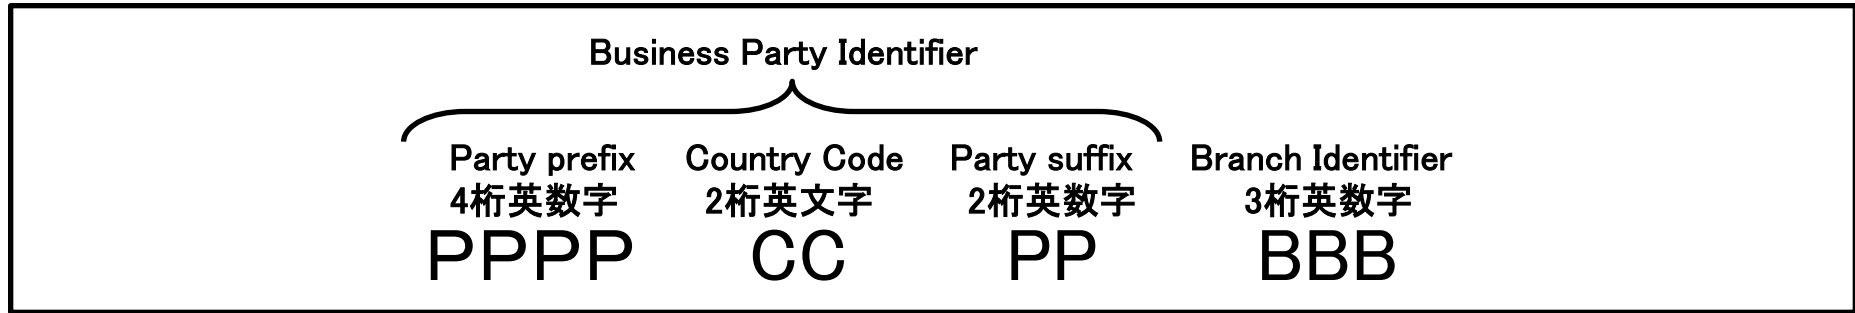 Business Party Identifier
Party prefix Country Code Party suffix Branch Identifier
4桁英数字 2桁英文字 2桁英数字 3桁英数字
PPPP CC PP BBB